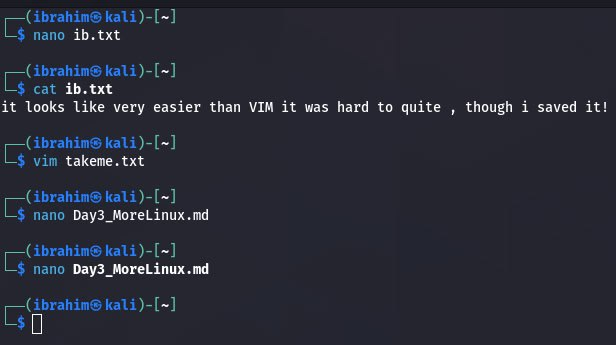 ┌──(ibrahim㉿kali)-[~]
└─$ nano ib.txt
┌──(ibrahim㉿kali)-[~]
└─$ cat ib.txt
it looks like very easier than VIM it was hard to quite , though i saved it!
┌──(ibrahim㉿kali)-[~]
└─$ vim takeme.txt
┌──(ibrahim㉿kali)-[~]
└─$ nano Day3_MoreLinux.md
┌──(ibrahim㉿kali)-[~]
└─$ nano Day3_MoreLinux.md
┌──(ibrahim㉿kali)-[~]
└─$